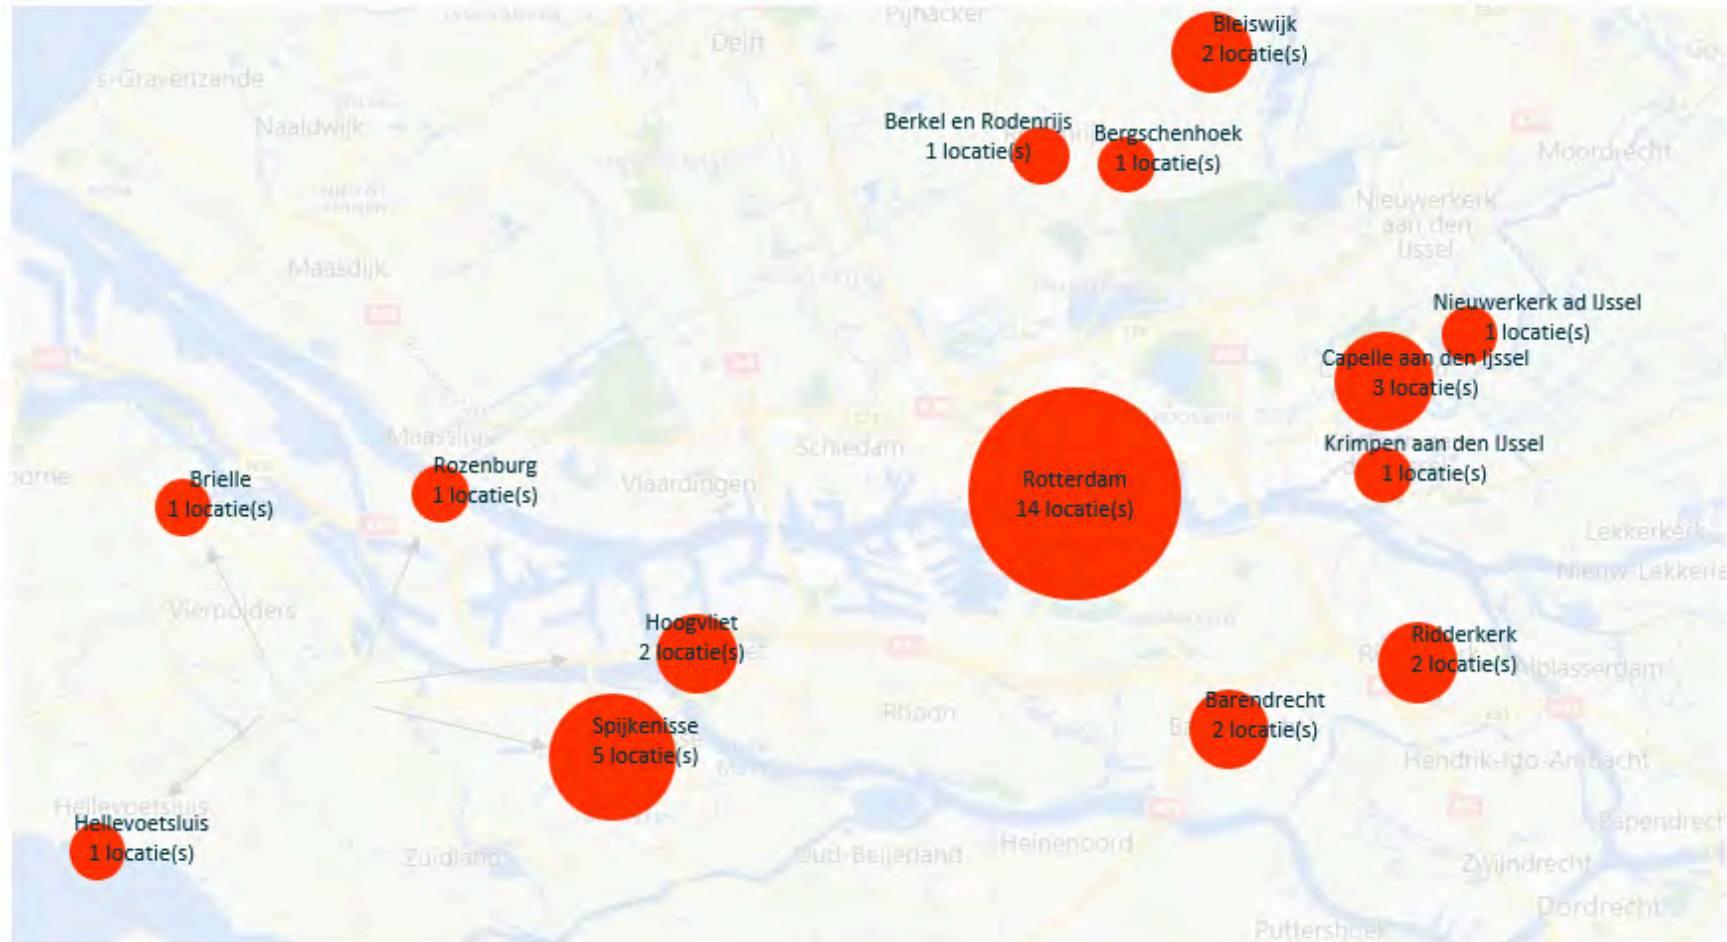 Pijnacker
Bleiswijk
2 locatie(s)
Delft
s-Gravenzande
Naaldwijk
Berkel en Rodenrijs
1 locatie(s)
Bergschenhoek
1 locatie(s)
Moordrecht
Nieuwerkerk
aan den
IJssel
Maasdijk
Nieuwerkerk ad IJssel
1 locatie(s)
Capelle aan den Ijssel
3 locatie(s)
Maassluis
Schiedam
Krimpen aan den IJssel
1 locatie(s)
Rozenburg
1 locatie(s)
Brielle
1 locatie(s)
Vlaardingen
Rotterdam
14 locatie(s)
Lekkerkerk
Nieuw-Lekkerla
Vierpolders
Hoogvliet
2 locatie(s)
Ridderkerk
2 locatie(s)
Alblasserdam
Spijkenisse
5 locatie(s)
Rhoon
Barendrecht
2 locatie(s)
Hendrik-Ido-Ambacht
Hellevoetsluis
Hellevoetsluis
1 locatie(s)
Zuidland
Oud-Beijerland
Heinenoord
Papendrech
Zwijndrecht
Dordrecht
Puttershoek